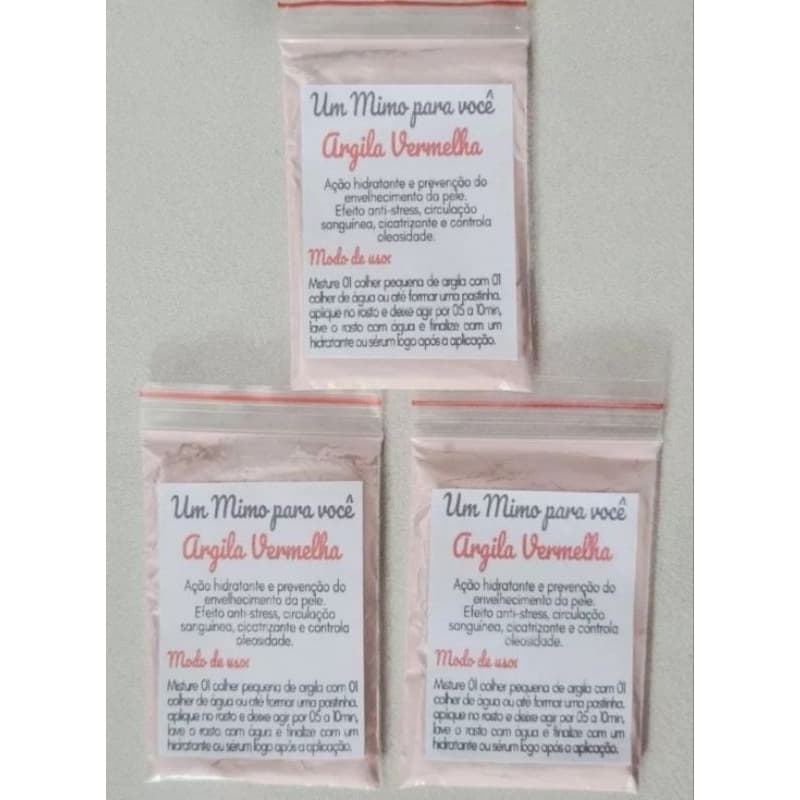 Um Mimo para você
Argila Vermelha
Ação hidratante e prevenção do
envelhecimento da pele.
Efeito anti-stress, circulação
sanguínea, cicatrizante e controla
oleosidade.
Modo de uso:
Misture 01 colher pequena de argila com 01
colher de água ou até formar uma pastinha.
aplique no rosto e deixe agir por 05 a 10min,
lave o rosto com água e finalize com um
hidratante ou sérum logo após a aplicação.
Um Mimo para você
Argila Vermelha
Ação hidratante e prevenção do
envelhecimento da pele.
Efeito anti-stress, circulação
sanguínea, cicatrizante e controla
oleosidade.
Modo de uso:
Misture 01 colher pequena de argila com 01
colher de água ou até formar uma pastinha.
aplique no rosto e deixe agir por 05 a 10min,
lave o rosto com água e finalize com um
hidratante ou sérum logo após a aplicação.
Um Mimo para você
Argila Vermelha
Ação hidratante e prevenção do
envelhecimento da pele.
Efeito anti-stress, circulação
sanguínea, cicatrizante e controla
oleosidade.
Modo de uso:
Misture 01 colher pequena de argila com 01
colher de água ou até formar uma pastinha.
aplique no rosto e deixe agir por 05 a 10min,
lave o rosto com água e finalize com um
hidratante ou sérum logo após a aplicação.